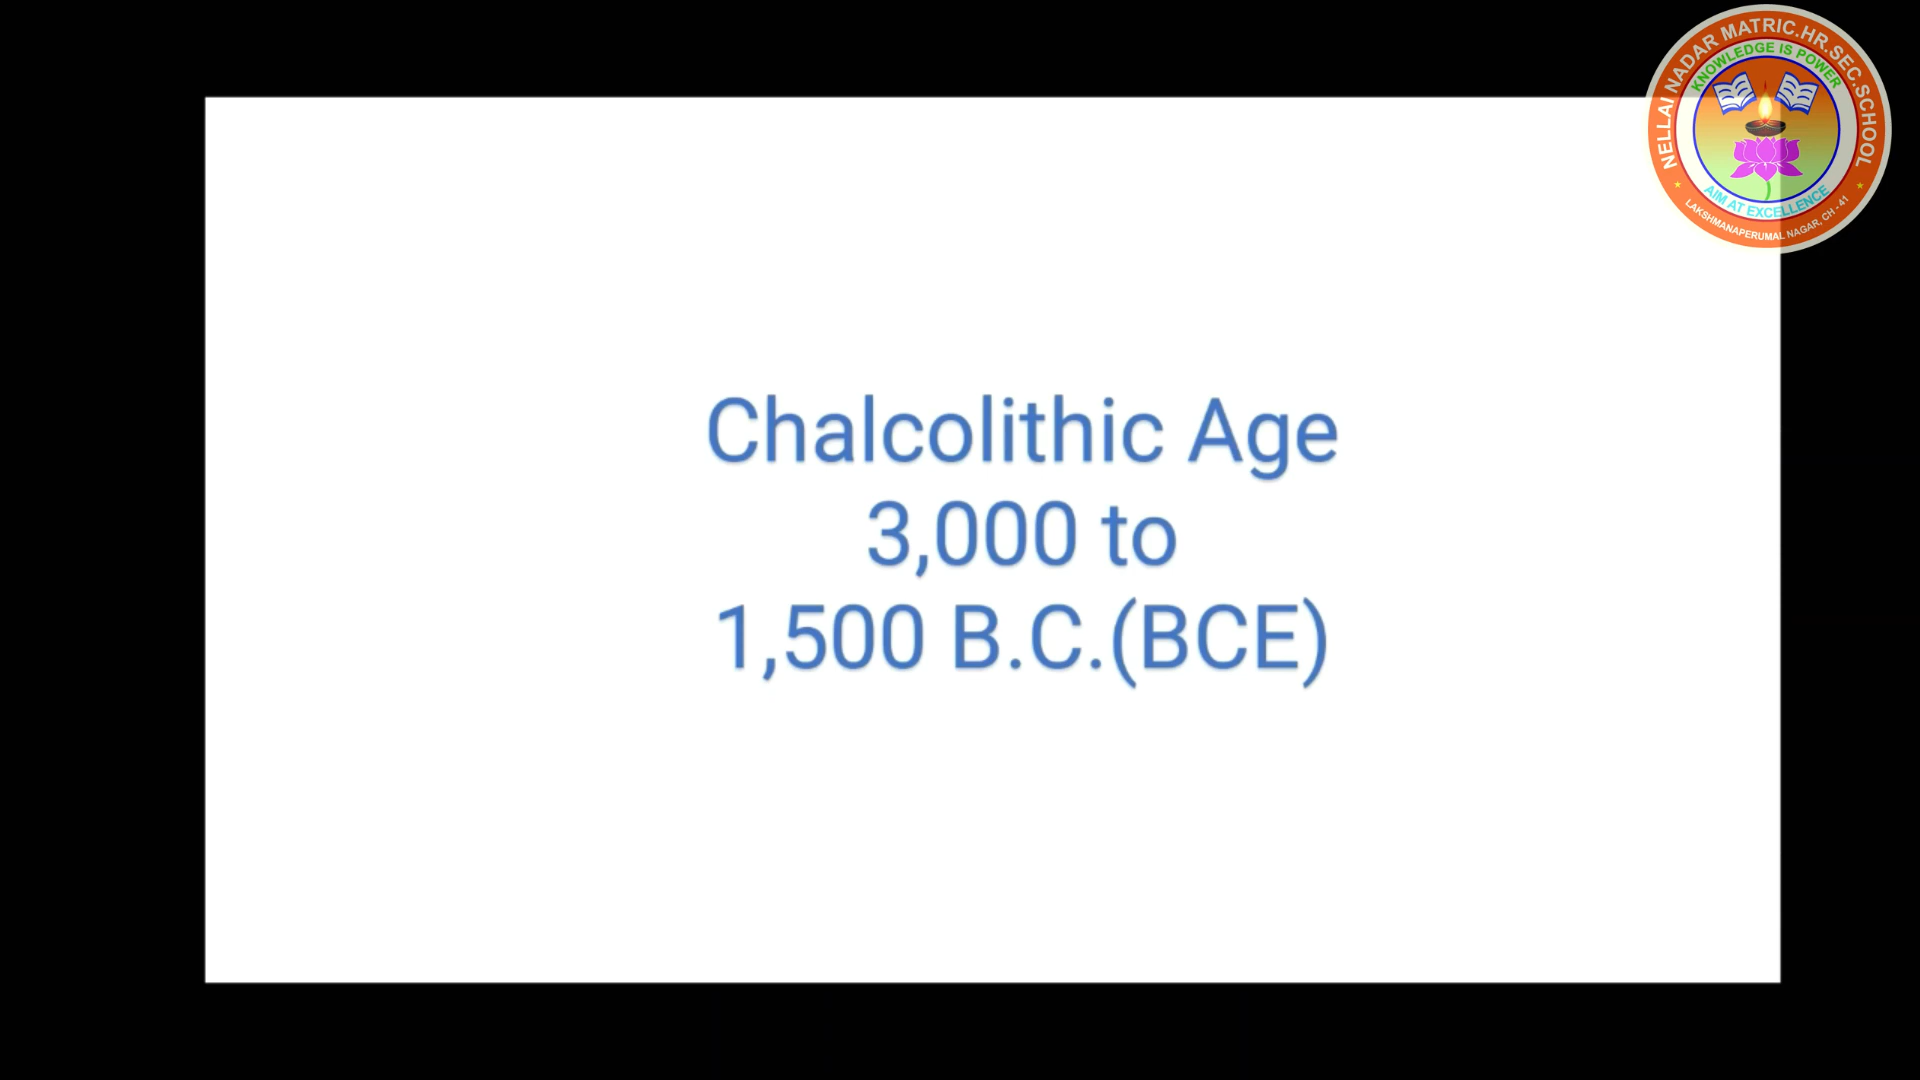 NELLAI NADAR MATRIC.HR.SEC.SCHOOL
KNOWLEDGE IS POWER
AIM AT EXCELLENCE
LAKSHMANAPERUMAL NAGAR, CH - 41
Chalcolithic Age
3,000 to
1,500 B.C.(BCE)